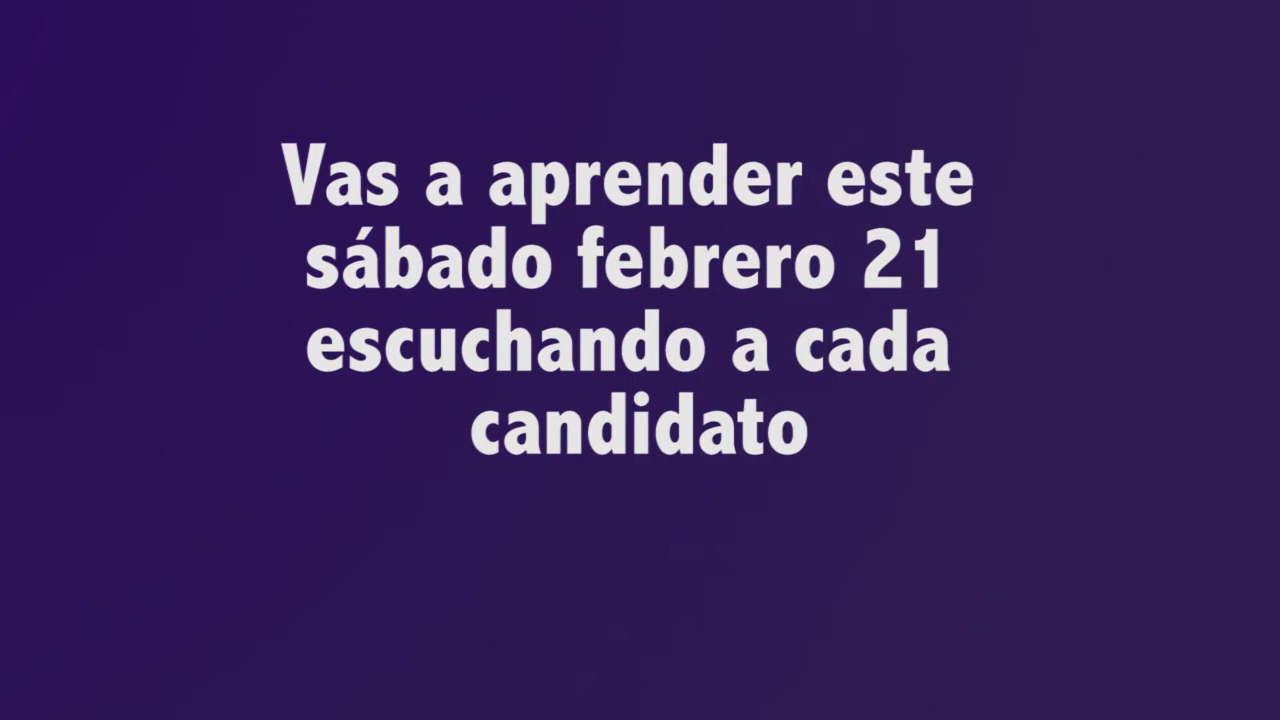 Vas a aprender este
sábado febrero 21
escuchando a cada
candidato